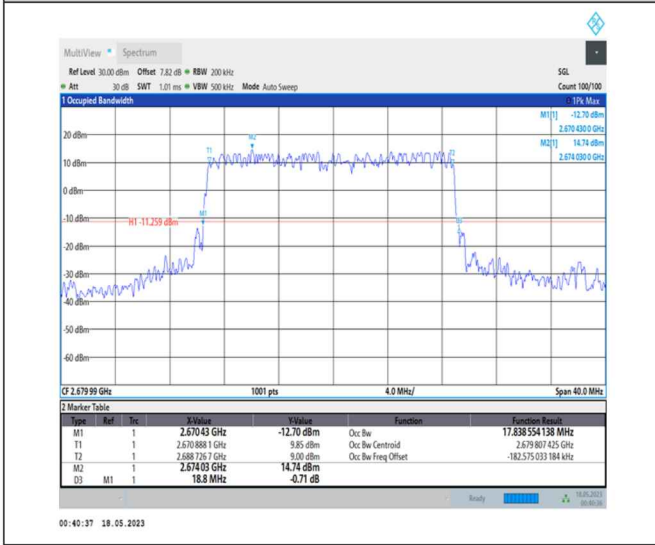 MultiView Spectrum
Ref Level 30.00 dBm Offset 7.82 dB RBW 200 kHz SGL
Att 30 dB SWT 1.01 ms VBW 500 kHz Mode Auto Sweep Count 100/100
1 Occupied Bandwidth 1Pk Max
M1[1] -12.70 dBm
2.670 430 0 GHz
M2[1] 14.74 dBm
2.674 030 0 GHz
20 dBm
M2
T1
T2
10 dBm
0 dBm
-10 dBm
M1
H1 -11.259 dBm
-20 dBm
-30 dBm
-40 dBm
-50 dBm
-60 dBm
CF 2.679 99 GHz 1001 pts 4.0 MHz/ Span 40.0 MHz
2 Marker Table
Type Ref Trc X-Value Y-Value Function Function Result
M1 1 2.670 43 GHz -12.70 dBm Occ Bw 17.838 554 138 MHz
T1 1 2.670 888 1 GHz 9.85 dBm Occ Bw Centroid 2.679 807 425 GHz
T2 1 2.688 726 7 GHz 9.00 dBm Occ Bw Freq Offset -182.575 033 184 kHz
M2 1 2.674 03 GHz 14.74 dBm
D3 M1 1 18.8 MHz -0.71 dB
Ready 18.05.2023
00:40:36
00:40:37 18.05.2023